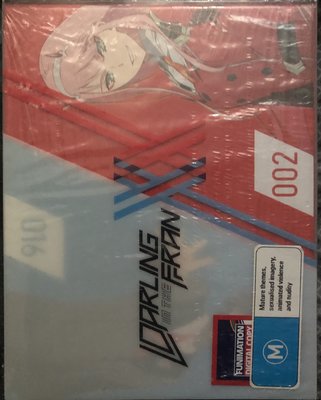 002
016
DARLING
IN THE
FRANXX
FUNIMATION
DIGITAL COPY
M
Mature themes,
sexualised imagery,
animated violence
and nudity